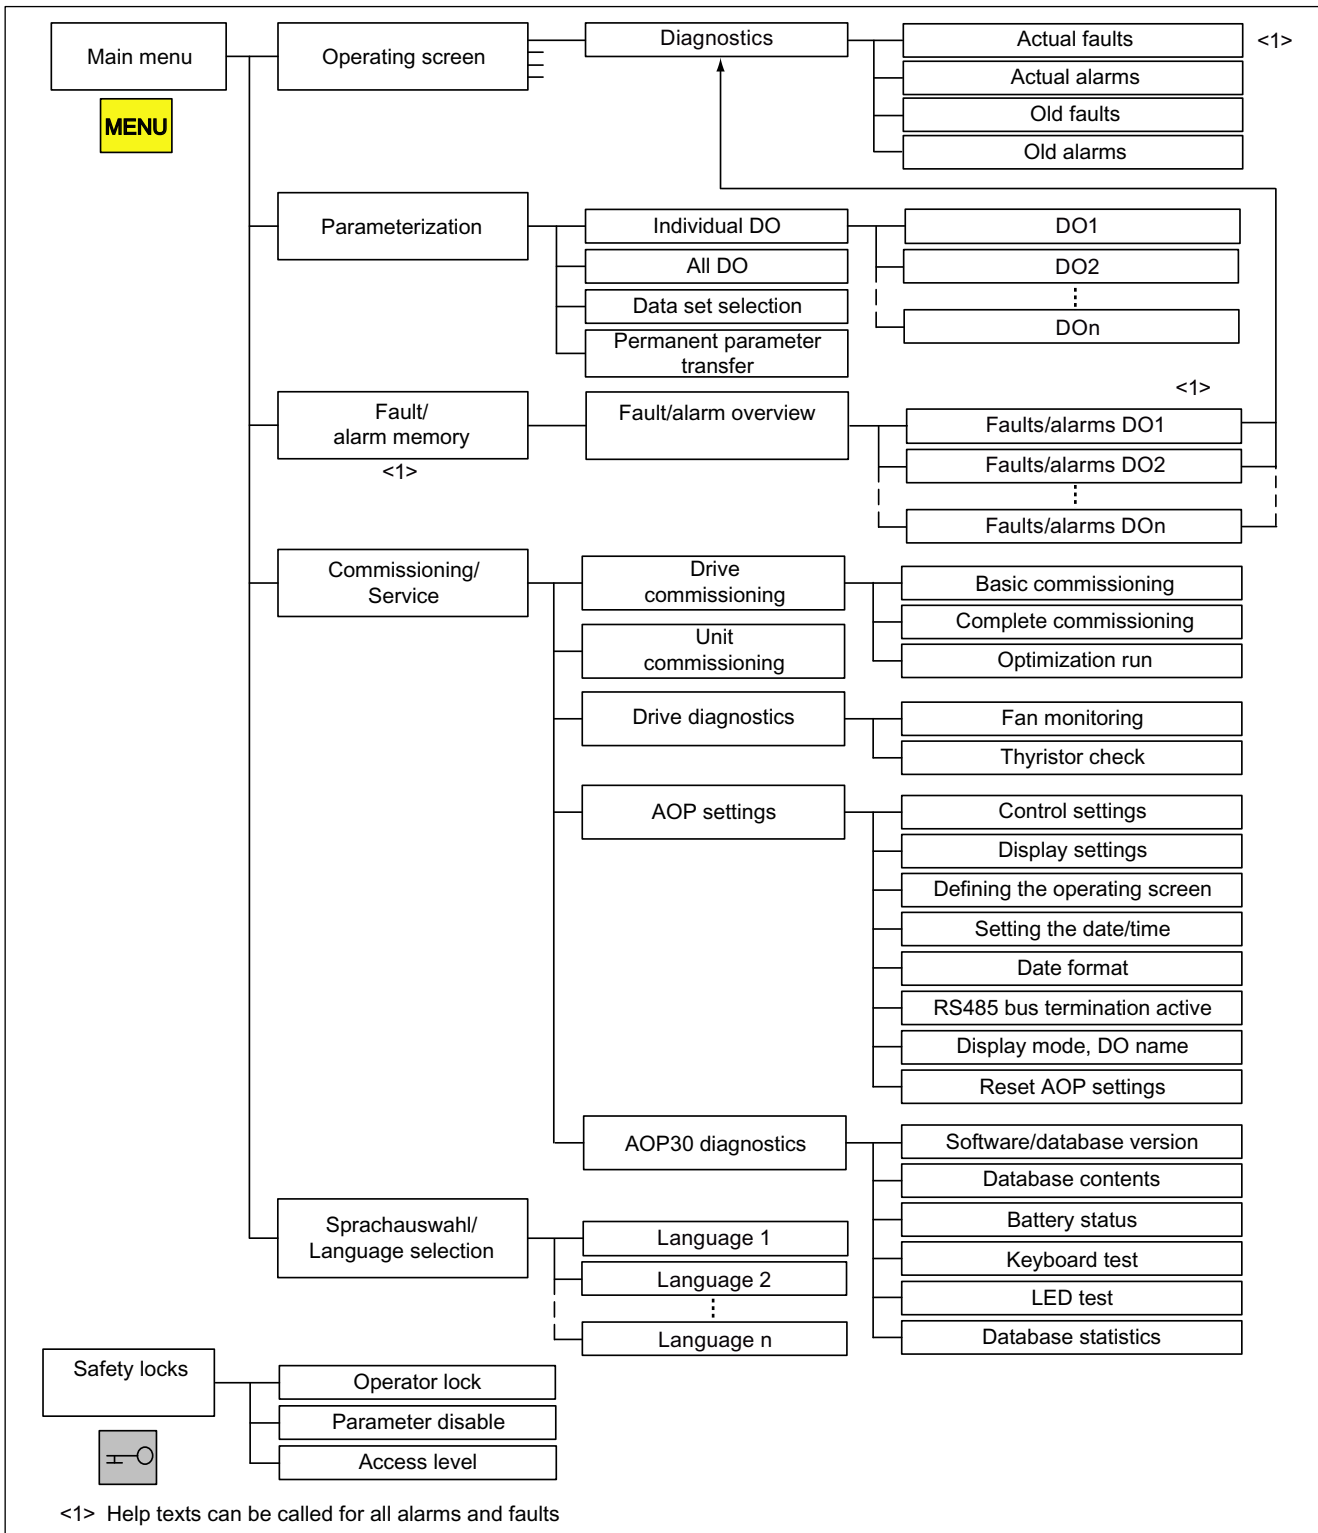 Main menu
MENU
Operating screen
Diagnostics
Actual faults
<1>
Actual alarms
Old faults
Old alarms
Parameterization
Individual DO
DO1
All DO
DO2
Data set selection
DOn
Permanent parameter
transfer
<1>
Fault/
alarm memory
<1>
Fault/alarm overview
Faults/alarms DO1
Faults/alarms DO2
Faults/alarms DOn
Commissioning/
Service
Drive
commissioning
Basic commissioning
Complete commissioning
Optimization run
Unit
commissioning
Drive diagnostics
Fan monitoring
Thyristor check
AOP settings
Control settings
Display settings
Defining the operating screen
Setting the date/time
Date format
RS485 bus termination active
Display mode, DO name
Reset AOP settings
AOP30 diagnostics
Software/database version
Database contents
Battery status
Keyboard test
LED test
Database statistics
Sprachauswahl/
Language selection
Language 1
Language 2
Language n
Safety locks
Operator lock
Parameter disable
Access level
<1> Help texts can be called for all alarms and faults